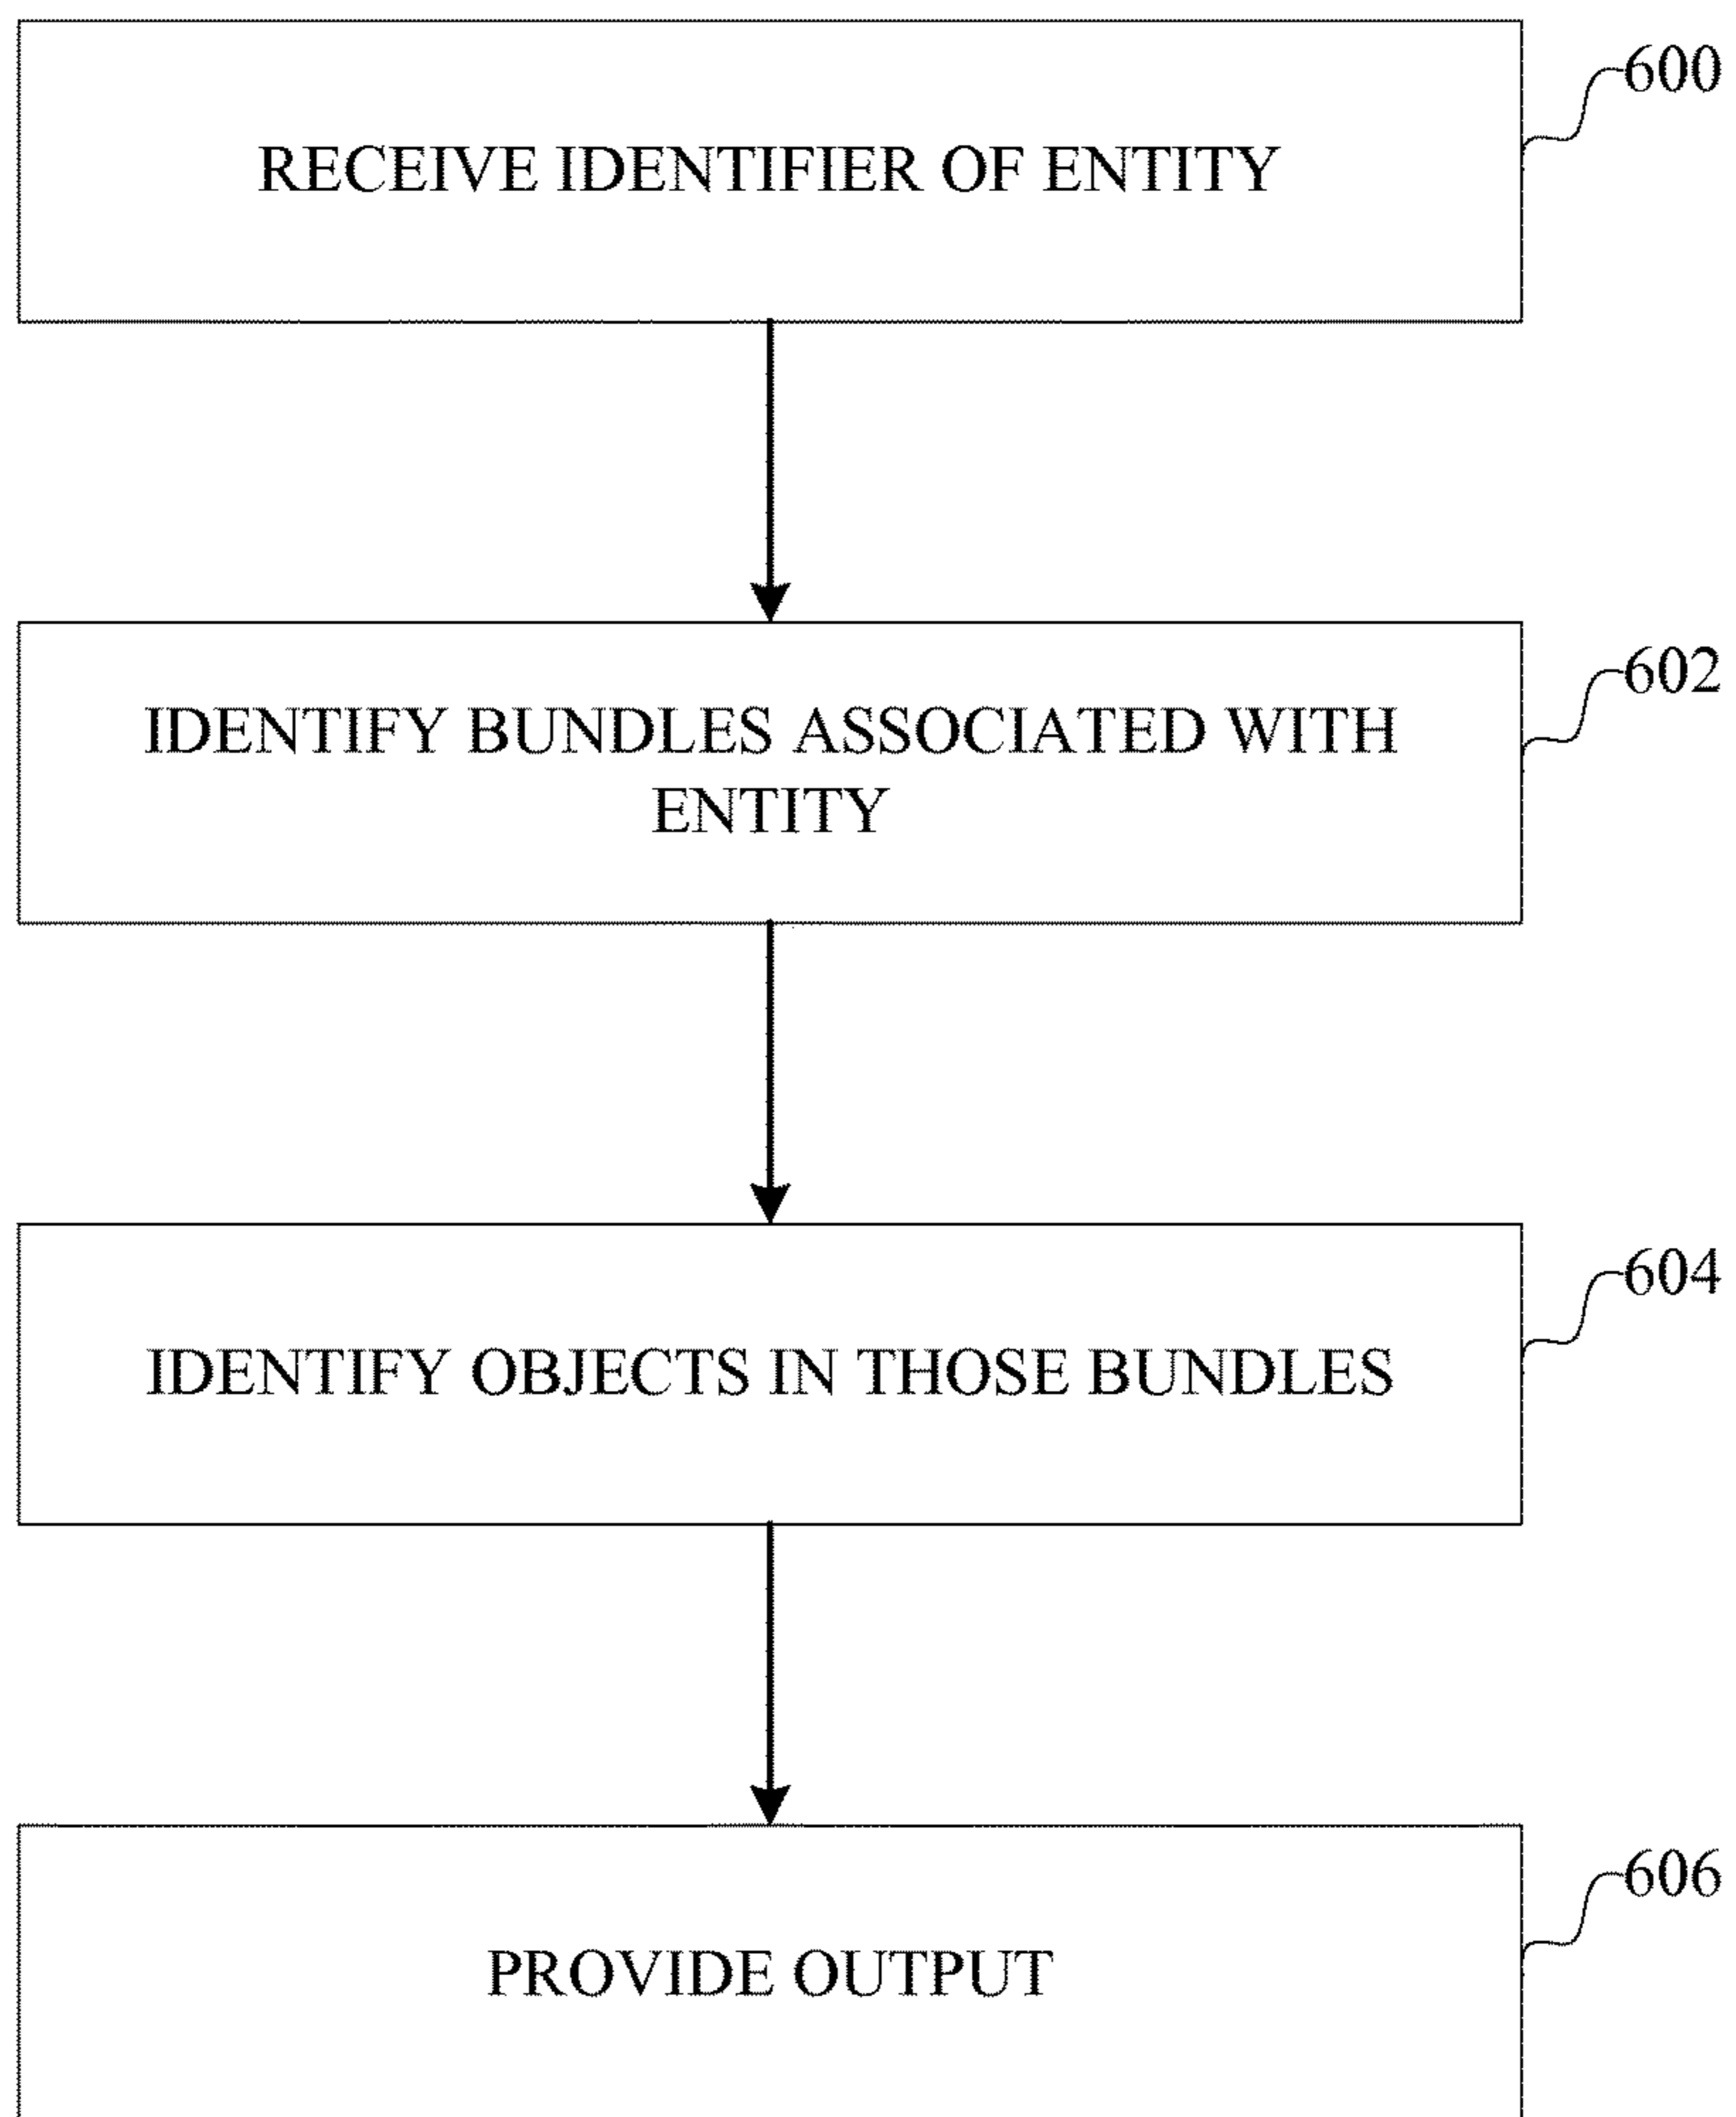 600
RECEIVE IDENTIFIER OF ENTITY
602
IDENTIFY BUNDLES ASSOCIATED WITH
ENTITY
604
IDENTIFY OBJECTS IN THOSE BUNDLES
606
PROVIDE OUTPUT